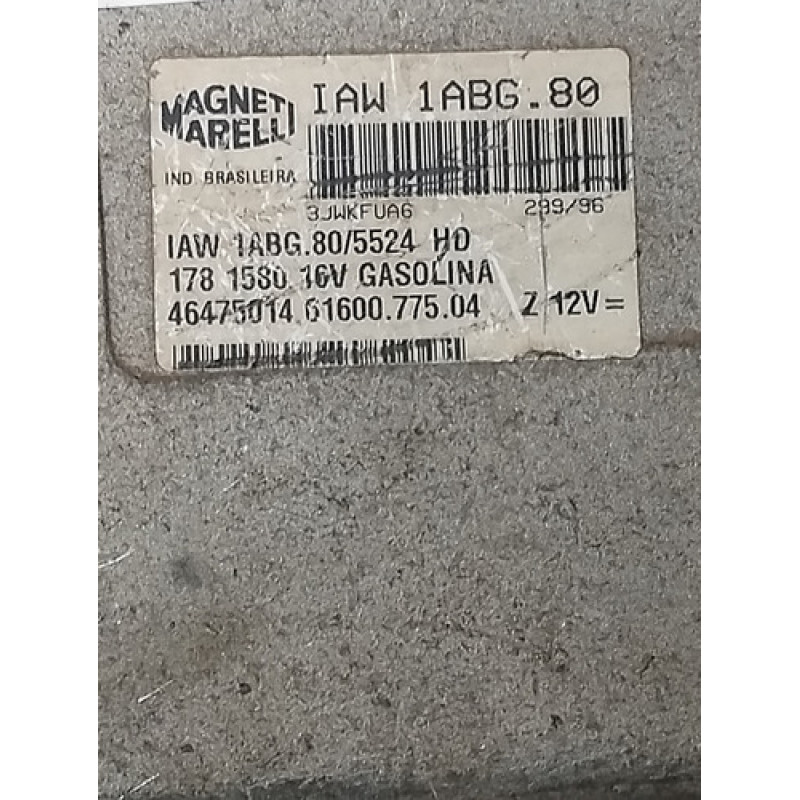 MAGNETI MARELLI
IAW 1ABG.80
IND. BRASILEIRA
3JWKFUA6 299/96
IAW 1ABG.80/5524 HD
178 1580 16V GASOLINA
46475014 61600.775.04 Z 12V =